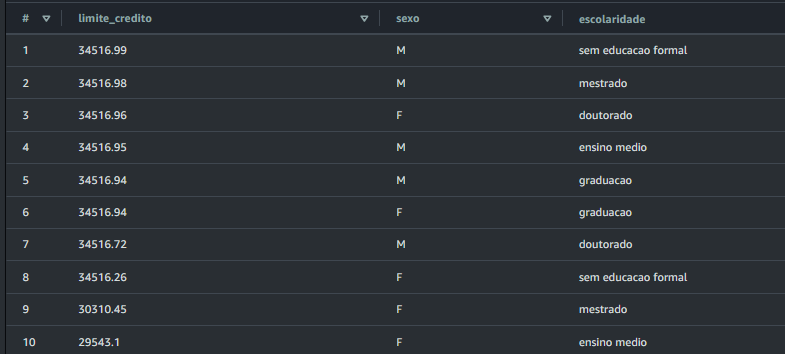 # limite_credito sexo escolaridade
1 34516.99 M sem educacao formal
2 34516.98 M mestrado
3 34516.96 F doutorado
4 34516.95 M ensino medio
5 34516.94 M graduacao
6 34516.94 F graduacao
7 34516.72 M doutorado
8 34516.26 F sem educacao formal
9 30310.45 F mestrado
10 29543.1 F ensino medio